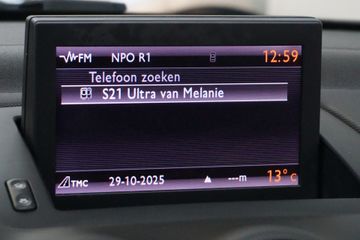 FM NPO R1 12:59
Telefoon zoeken
S21 Ultra van Melanie
TMC 29-10-2025 ---m 13° C